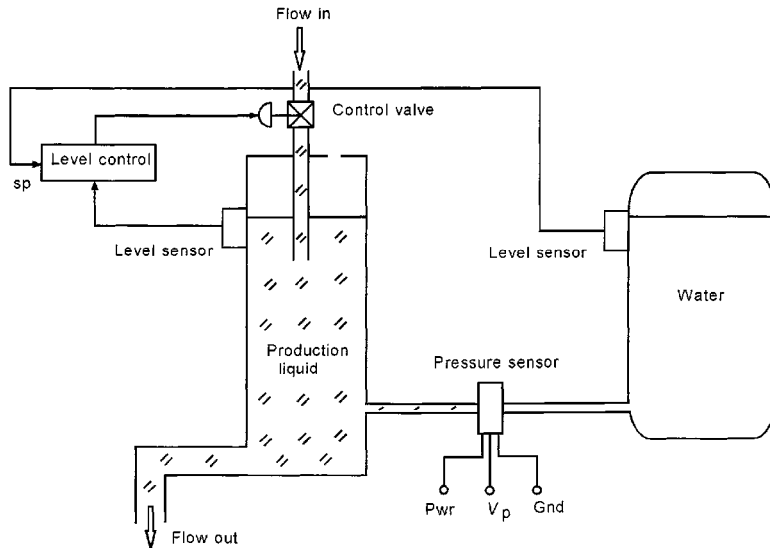 Flow in
Control valve
Level control
sp
Level sensor
Level sensor
Water
Production
liquid
Pressure sensor
Pwr
Vp
Gnd
Flow out